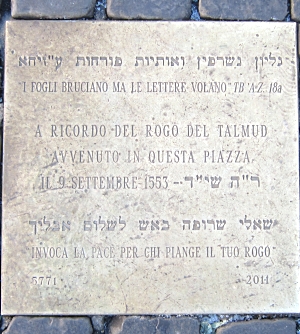 גליון נשרפין ואותיות פורחות ע"ז יח א
"I FOGLI BRUCIANO MA LE LETTERE VOLANO" TB 'A.Z. 18a
A RICORDO DEL ROGO DEL TALMUD
AVVENUTO IN QUESTA PIAZZA
IL 9 SETTEMBRE 1553 – ר"ה שי"ד
שאלי שרופה באש לשלום אבליך
"INVOCA LA PACE PER CHI PIANGE IL TUO ROGO"
5771 2011